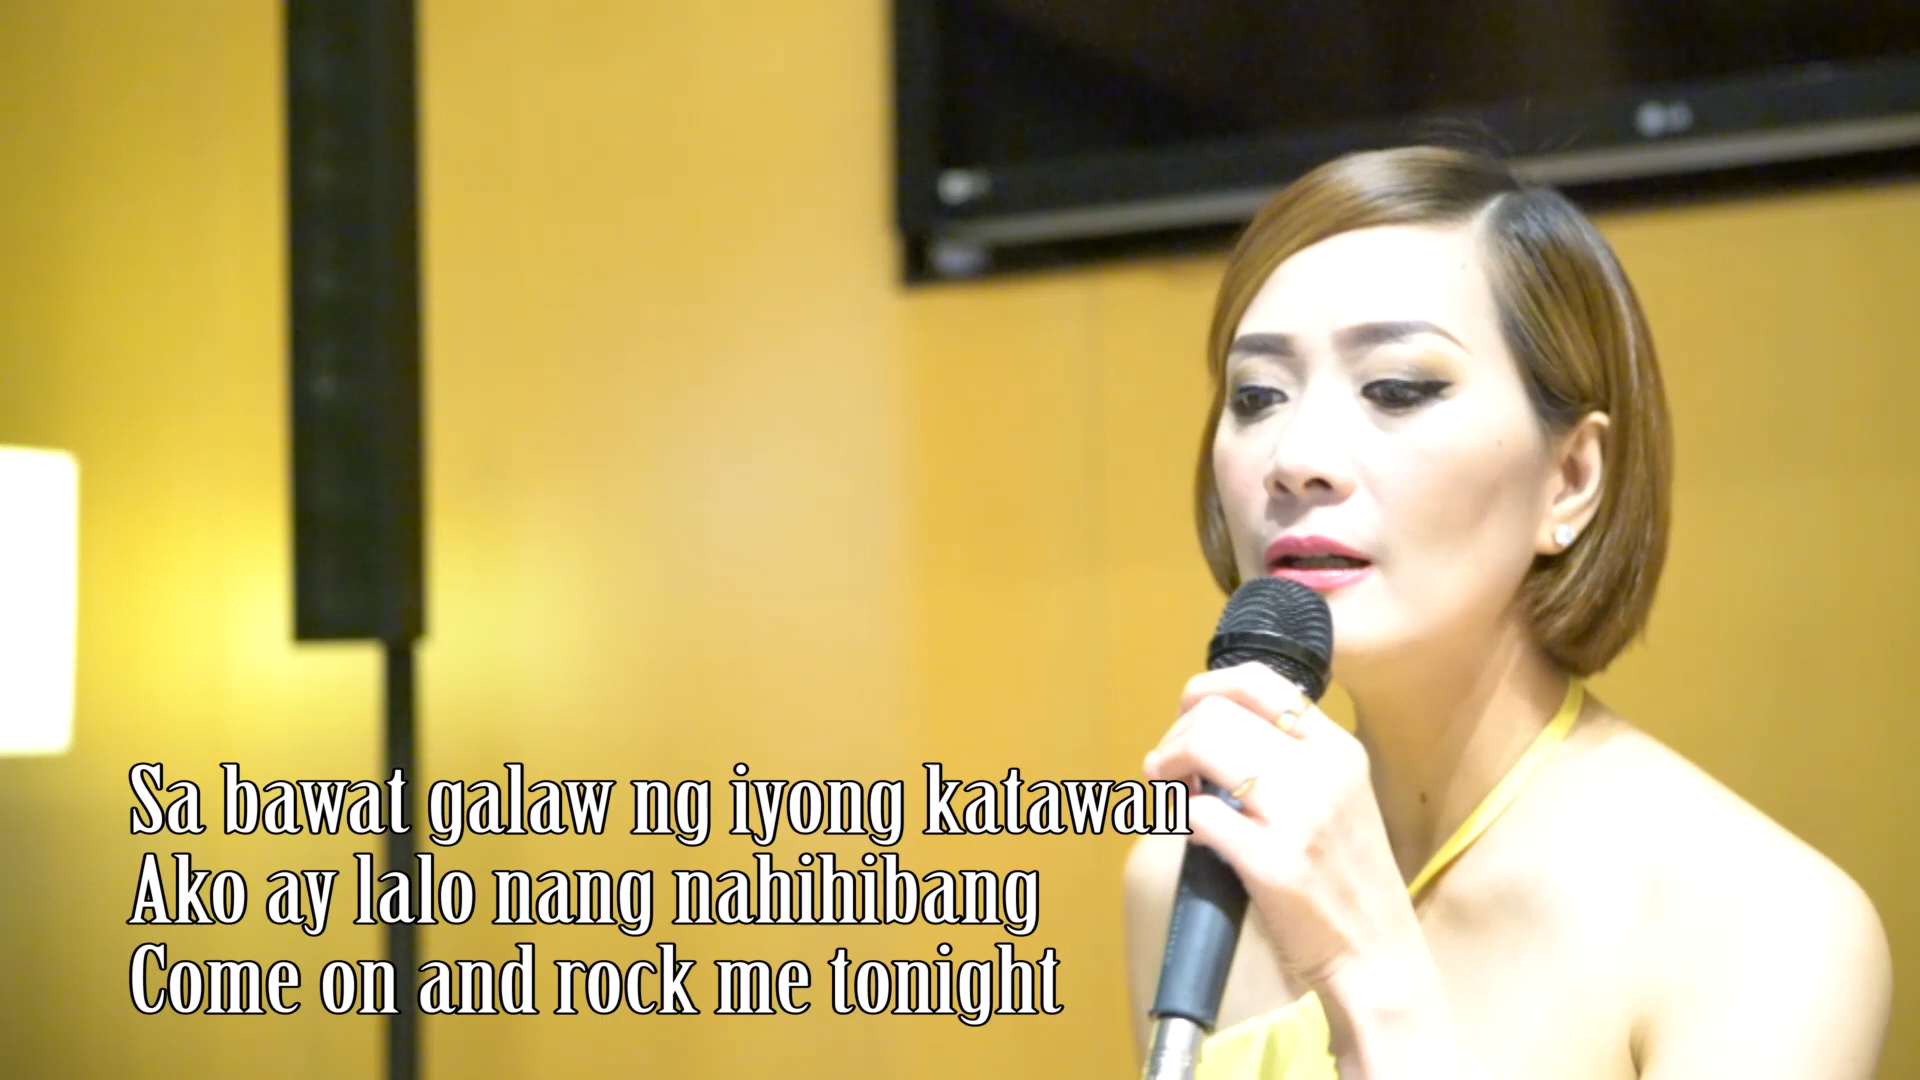 Sa bawat galaw ng iyong katawan
Ako ay lalo nang nahihibang
Come on and rock me tonight